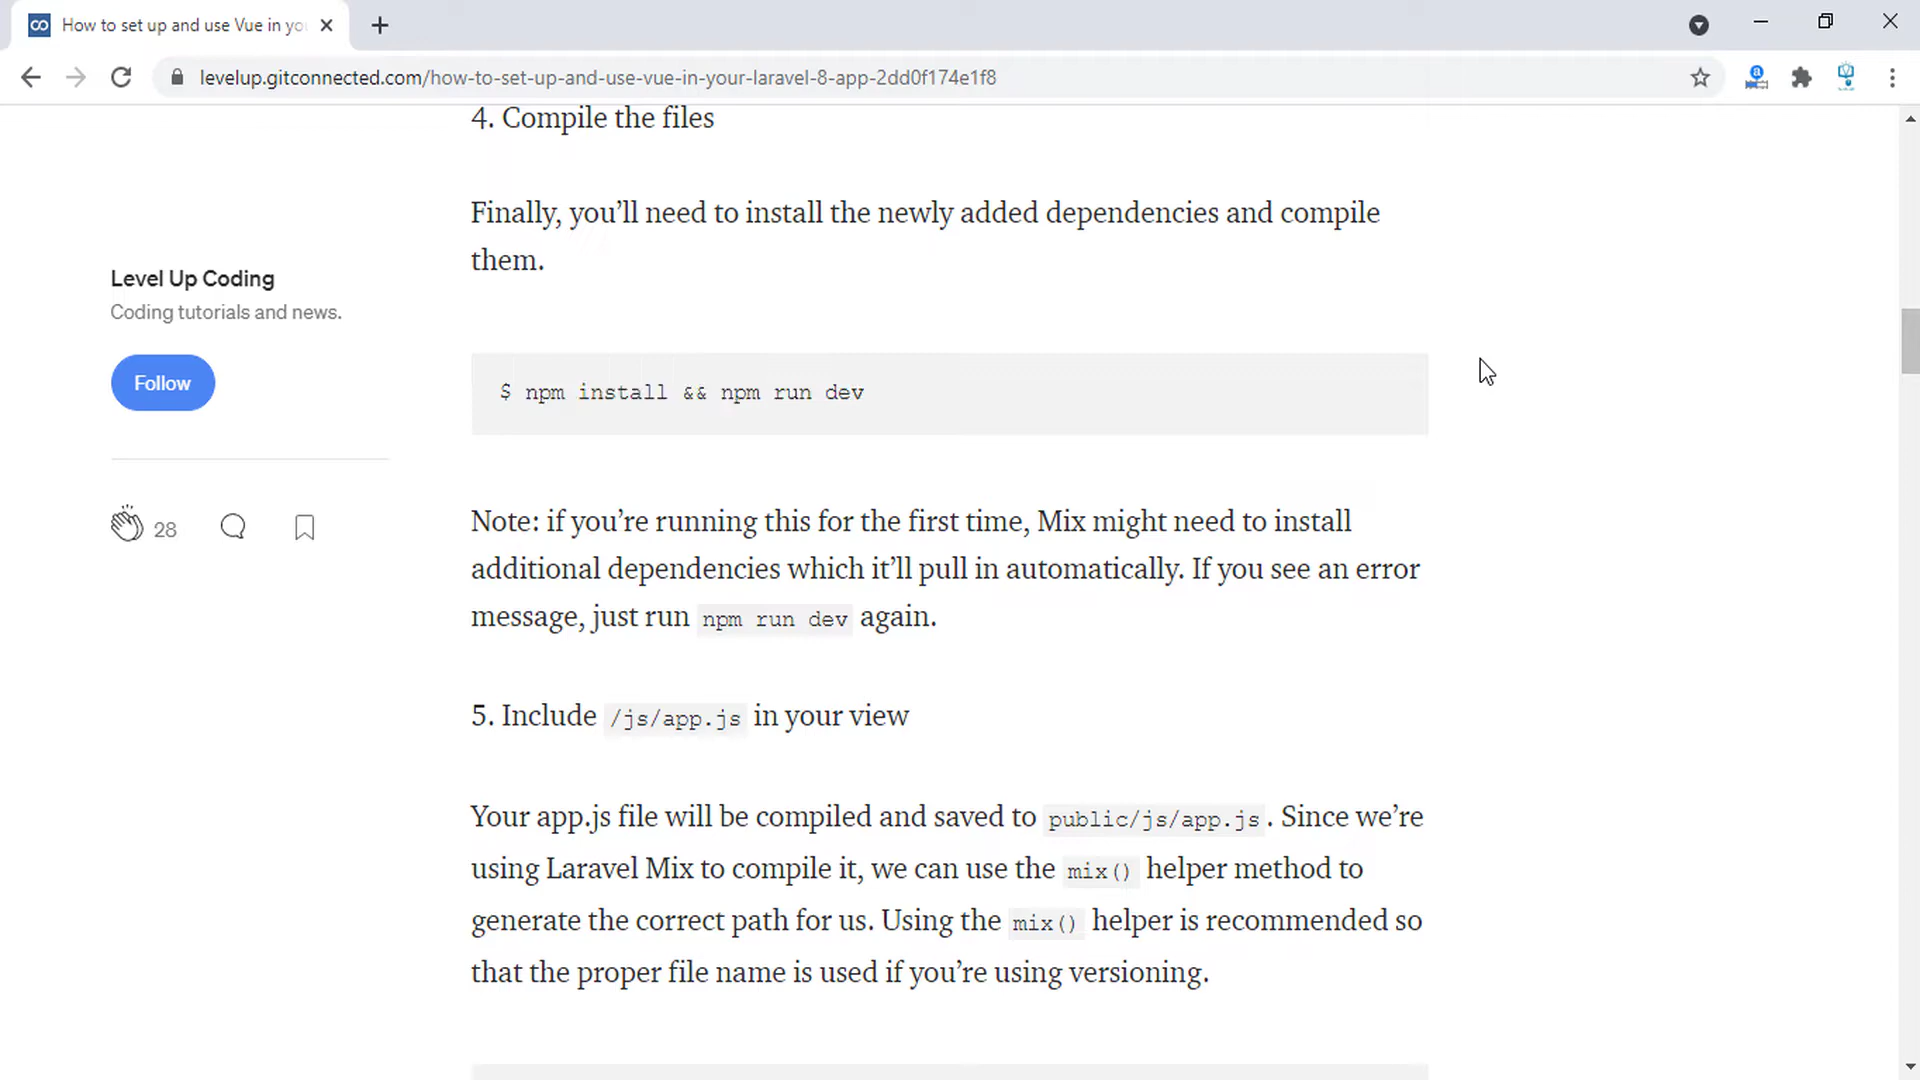 How to set up and use Vue in yo
levelup.gitconnected.com/how-to-set-up-and-use-vue-in-your-laravel-8-app-2dd0f174e1f8
4. Compile the files
Finally, you’ll need to install the newly added dependencies and compile
them.
Level Up Coding
Coding tutorials and news.
Follow
$ npm install && npm run dev
28
Note: if you’re running this for the first time, Mix might need to install
additional dependencies which it’ll pull in automatically. If you see an error
message, just run npm run dev again.
5. Include /js/app.js in your view
Your app.js file will be compiled and saved to public/js/app.js. Since we’re
using Laravel Mix to compile it, we can use the mix() helper method to
generate the correct path for us. Using the mix() helper is recommended so
that the proper file name is used if you’re using versioning.